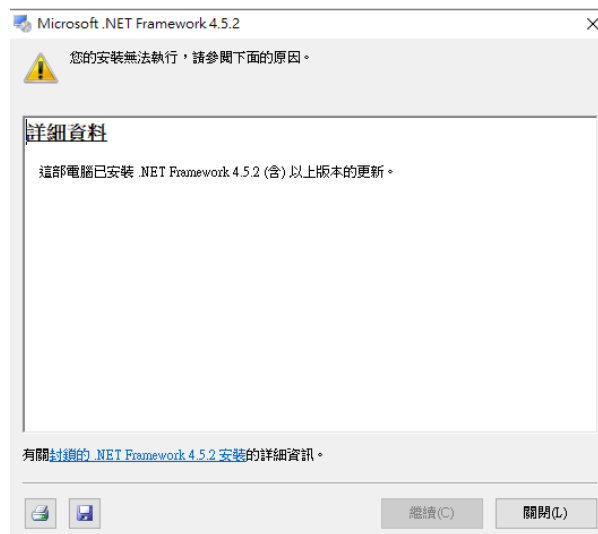 Microsoft .NET Framework 4.5.2
您的安裝無法執行，請參閱下面的原因。
詳細資料
這部電腦已安裝 .NET Framework 4.5.2 (含) 以上版本的更新。
有關封鎖的 .NET Framework 4.5.2 安裝的詳細資訊。
繼續(C)
關閉(L)